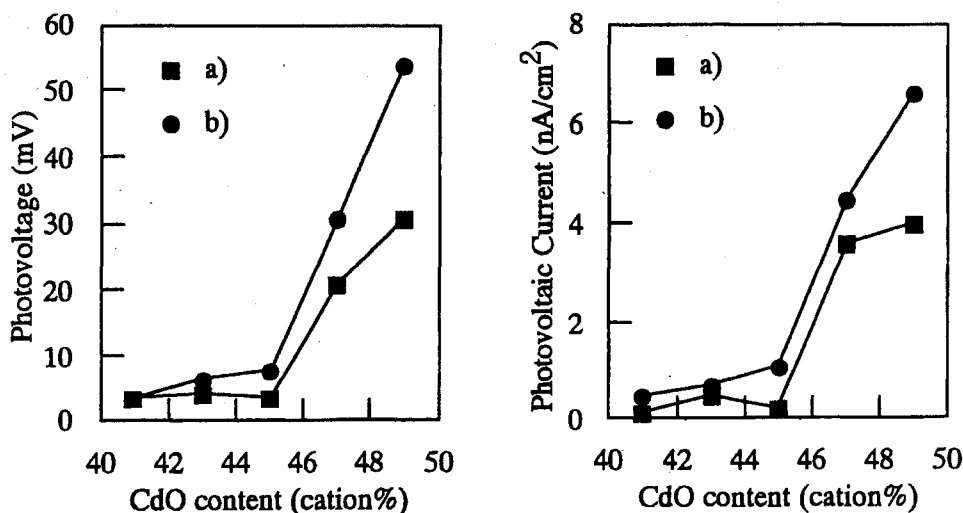 60
50
40
30
20
10
0
Photovoltage (mV)
a)
b)
40 42 44 46 48 50
CdO content (cation%)
8
6
4
2
0
Photovoltaic Current (nA/cm²)
a)
b)
40 42 44 46 48 50
CdO content (cation%)